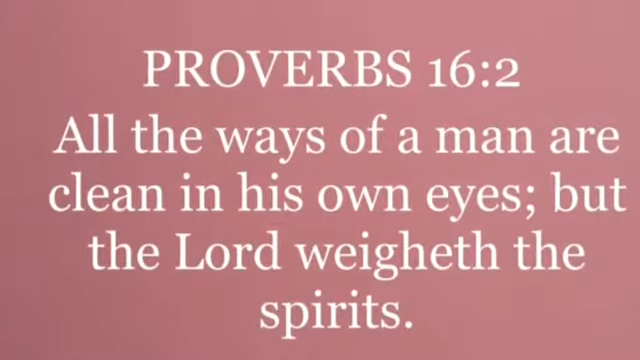 PROVERBS 16:2
All the ways of a man are
clean in his own eyes; but
the Lord weigheth the
spirits.